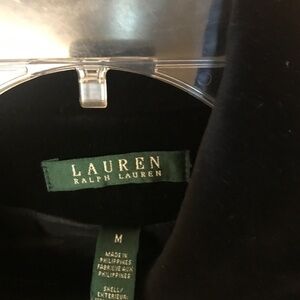 LAUREN
RALPH LAUREN
M
MADE IN
PHILIPPINES
FABRIQUÉ AUX
PHILIPPINES
SHELL/
EXTERIEUR: